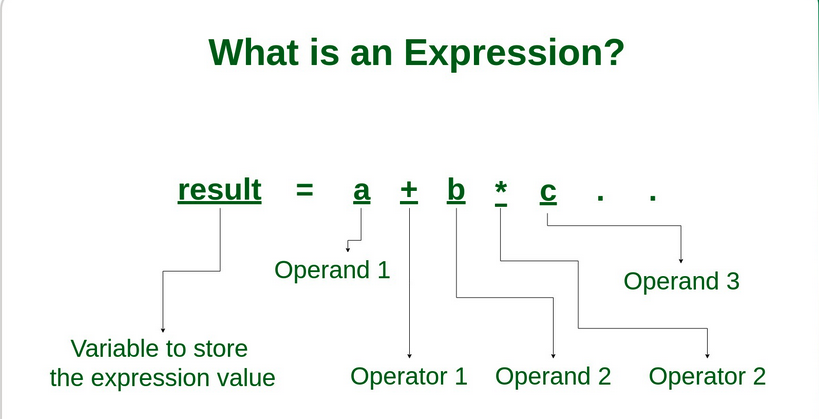 What is an Expression?
result = a + b * c . .
Operand 1
Operand 3
Variable to store
the expression value
Operator 1
Operand 2
Operator 2